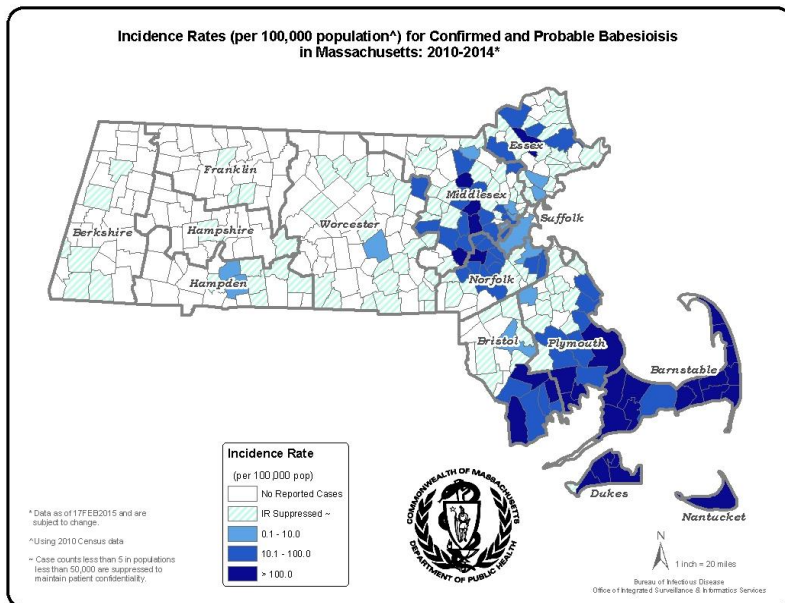 Incidence Rates (per 100,000 population^) for Confirmed and Probable Babesioisis
in Massachusetts: 2010-2014*
Essex
Franklin
Middlesex
Suffolk
Worcester
Berkshire
Hampshire
Norfolk
Hampden
Bristol
Plymouth
Barnstable
Dukes
Nantucket
Incidence Rate
(per 100,000 pop)
No Reported Cases
IR Suppressed ~
0.1 - 10.0
10.1 - 100.0
> 100.0
* Data as of 17FEB2015 and are
subject to change.
^ Using 2010 Census data
~ Case counts less than 5 in populations
less than 50,000 are suppressed to
maintain patient confidentiality.
COMMONWEALTH OF MASSACHUSETTS
DEPARTMENT OF PUBLIC HEALTH
N
1 inch = 20 miles
Bureau of Infectious Disease
Office of Integrated Surveillance & Informatics Services